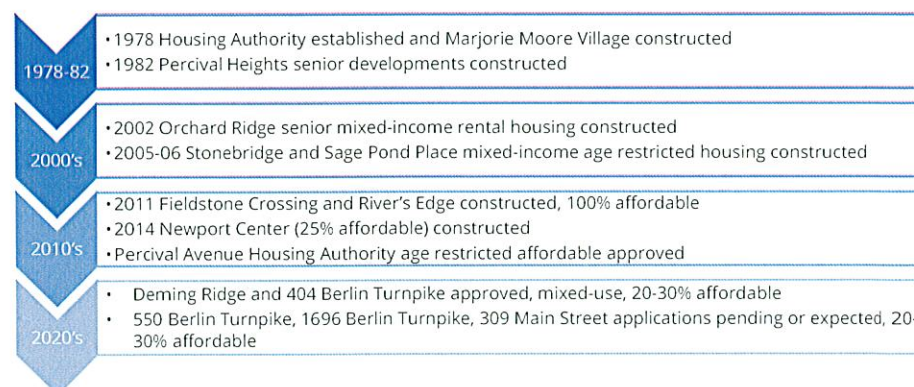 1978-82
•1978 Housing Authority established and Marjorie Moore Village constructed
•1982 Percival Heights senior developments constructed
2000's
•2002 Orchard Ridge senior mixed-income rental housing constructed
•2005-06 Stonebridge and Sage Pond Place mixed-income age restricted housing constructed
2010's
•2011 Fieldstone Crossing and River's Edge constructed, 100% affordable
•2014 Newport Center (25% affordable) constructed
•Percival Avenue Housing Authority age restricted affordable approved
2020's
• Deming Ridge and 404 Berlin Turnpike approved, mixed-use, 20-30% affordable
• 550 Berlin Turnpike, 1696 Berlin Turnpike, 309 Main Street applications pending or expected, 20-
30% affordable